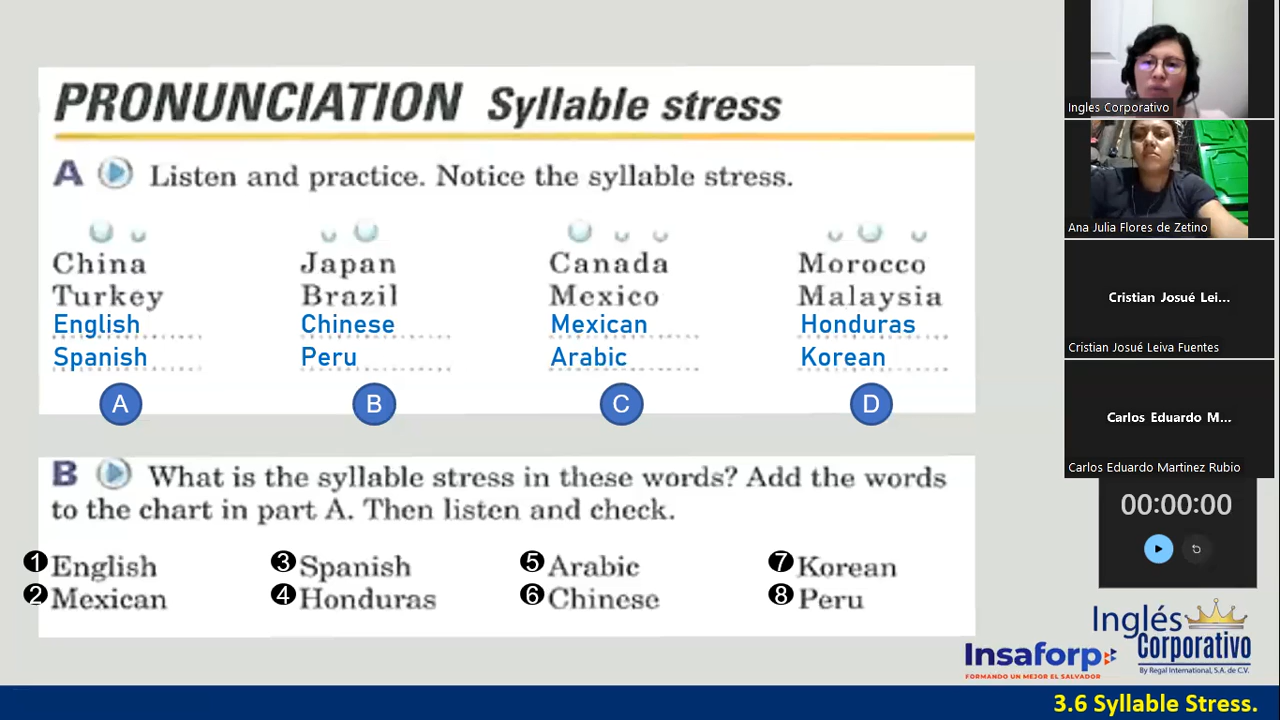 PRONUNCIATION Syllable stress
A Listen and practice. Notice the syllable stress.
China Japan Canada Morocco
Turkey Brazil Mexico Malaysia
English Chinese Mexican Honduras
Spanish Peru Arabic Korean
A B C D
B What is the syllable stress in these words? Add the words
to the chart in part A. Then listen and check.
1 English 3 Spanish 5 Arabic 7 Korean
2 Mexican 4 Honduras 6 Chinese 8 Peru
Ingles Corporativo
Ana Julia Flores de Zetino
Cristian Josué Lei...
Cristian Josué Leiva Fuentes
Carlos Eduardo M...
Carlos Eduardo Martinez Rubio
00:00:00
Insaforp
FORMANDO UN MEJOR EL SALVADOR
Inglés
Corporativo
By Regal International, S.A. de C.V.
3.6 Syllable Stress.